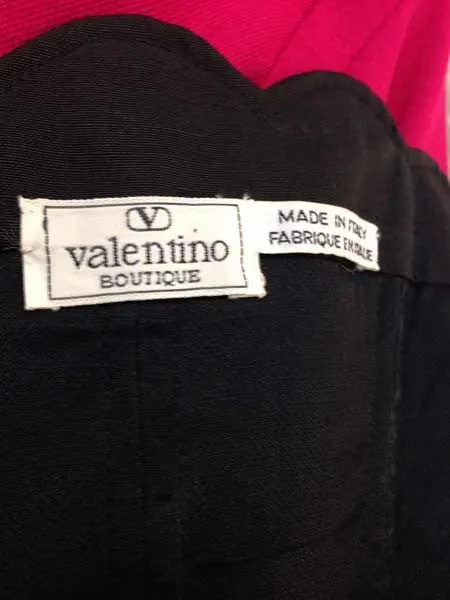 V
valentino
BOUTIQUE
MADE IN ITALY
FABRIQUE EN ITALIE